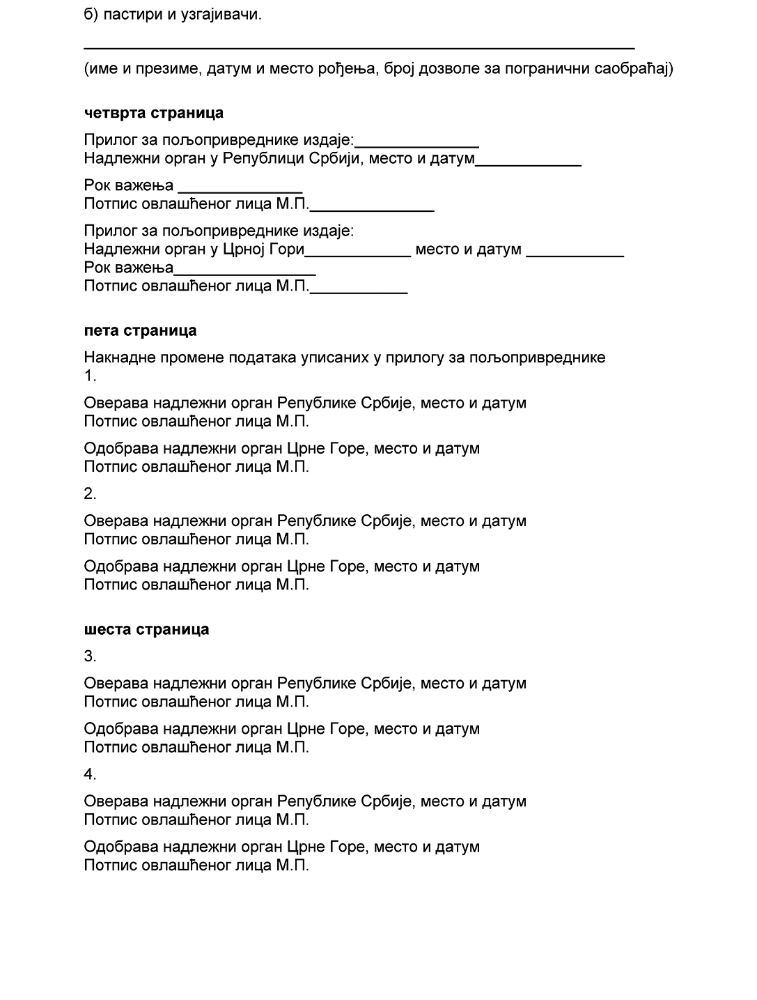 б) пастири и узгајивачи.
______________________________________________________________
(име и презиме, датум и место рођења, број дозволе за погранични саобраћај)
четврта страница
Прилог за пољопривреднике издаје:______________
Надлежни орган у Републици Србији, место и датум____________
Рок важења ______________
Потпис овлашћеног лица М.П.______________
Прилог за пољопривреднике издаје:
Надлежни орган у Црној Гори____________ место и датум ___________
Рок важења________________
Потпис овлашћеног лица М.П.___________
пета страница
Накнадне промене података уписаних у прилогу за пољопривреднике
1.
Оверава надлежни орган Републике Србије, место и датум
Потпис овлашћеног лица М.П.
Одобрава надлежни орган Црне Горе, место и датум
Потпис овлашћеног лица М.П.
2.
Оверава надлежни орган Републике Србије, место и датум
Потпис овлашћеног лица М.П.
Одобрава надлежни орган Црне Горе, место и датум
Потпис овлашћеног лица М.П.
шеста страница
3.
Оверава надлежни орган Републике Србије, место и датум
Потпис овлашћеног лица М.П.
Одобрава надлежни орган Црне Горе, место и датум
Потпис овлашћеног лица М.П.
4.
Оверава надлежни орган Републике Србије, место и датум
Потпис овлашћеног лица М.П.
Одобрава надлежни орган Црне Горе, место и датум
Потпис овлашћеног лица М.П.